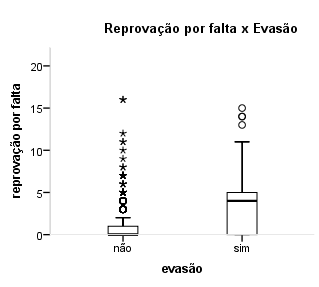 Reprovação por falta x Evasão
reprovação por falta
20
15
10
5
0
não sim
evasão